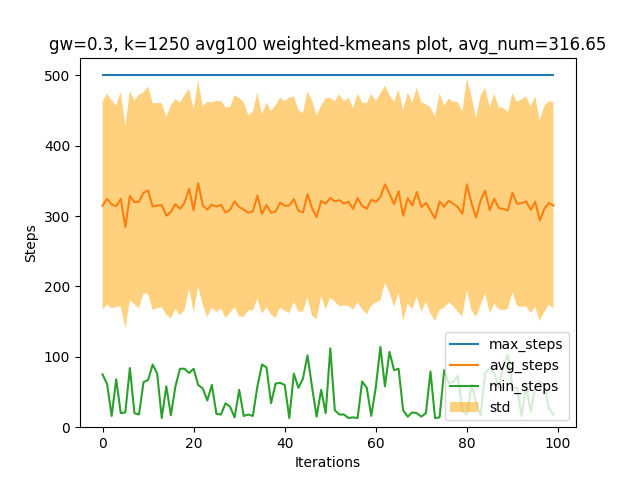 gw=0.3, k=1250 avg100 weighted-kmeans plot, avg_num=316.65
500
400
300
200
100
0
Steps
max_steps
avg_steps
min_steps
std
0 20 40 60 80 100
Iterations